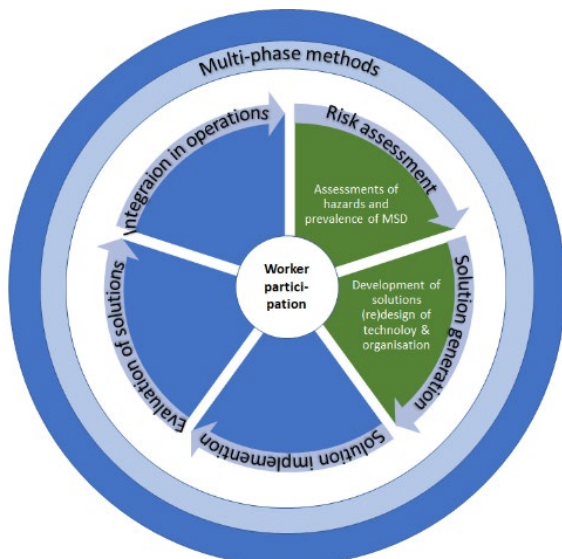 Multi-phase methods
Risk assessment
Assessments of
hazards and
prevalence of MSD
Solution generation
Development of
solutions
(re)design of
technoloy &
organisation
Solution implemention
Evaluation of solutions
Integraion in operations
Worker
partici-
pation